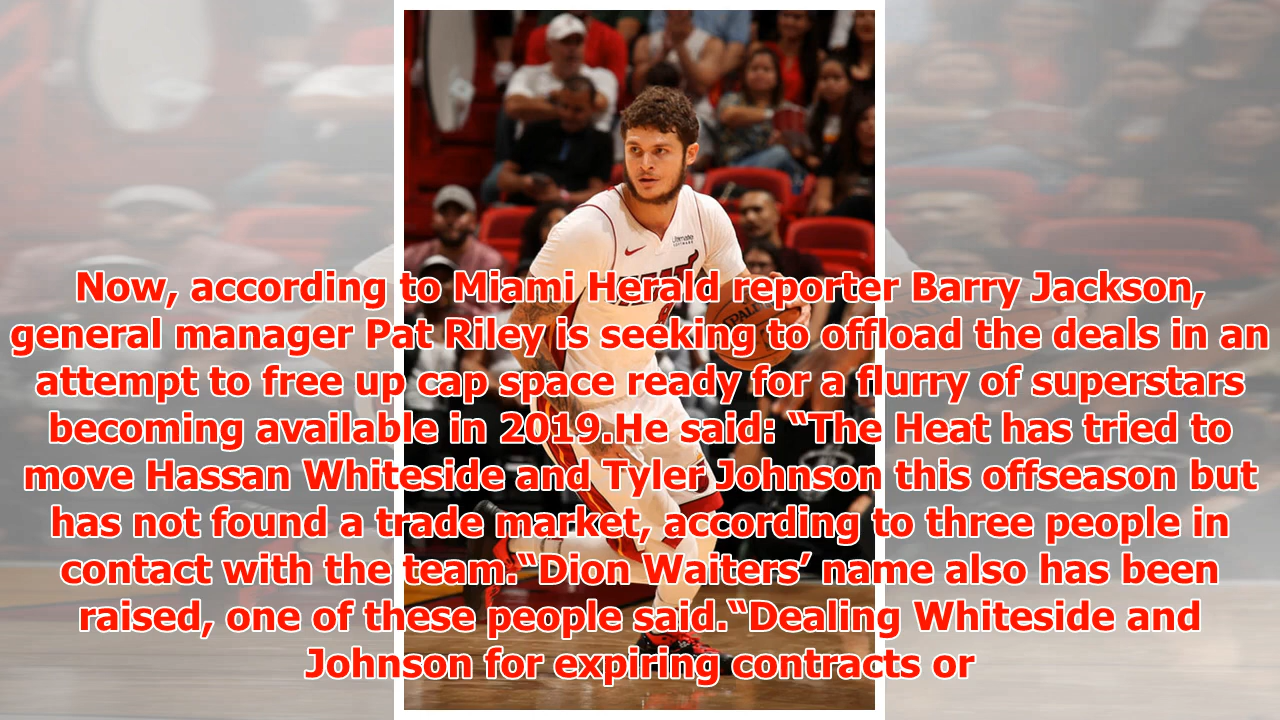 Now, according to Miami Herald reporter Barry Jackson,
general manager Pat Riley is seeking to offload the deals in an
attempt to free up cap space ready for a flurry of superstars
becoming available in 2019.He said: “The Heat has tried to
move Hassan Whiteside and Tyler Johnson this offseason but
has not found a trade market, according to three people in
contact with the team.“Dion Waiters’ name also has been
raised, one of these people said.“Dealing Whiteside and
Johnson for expiring contracts or